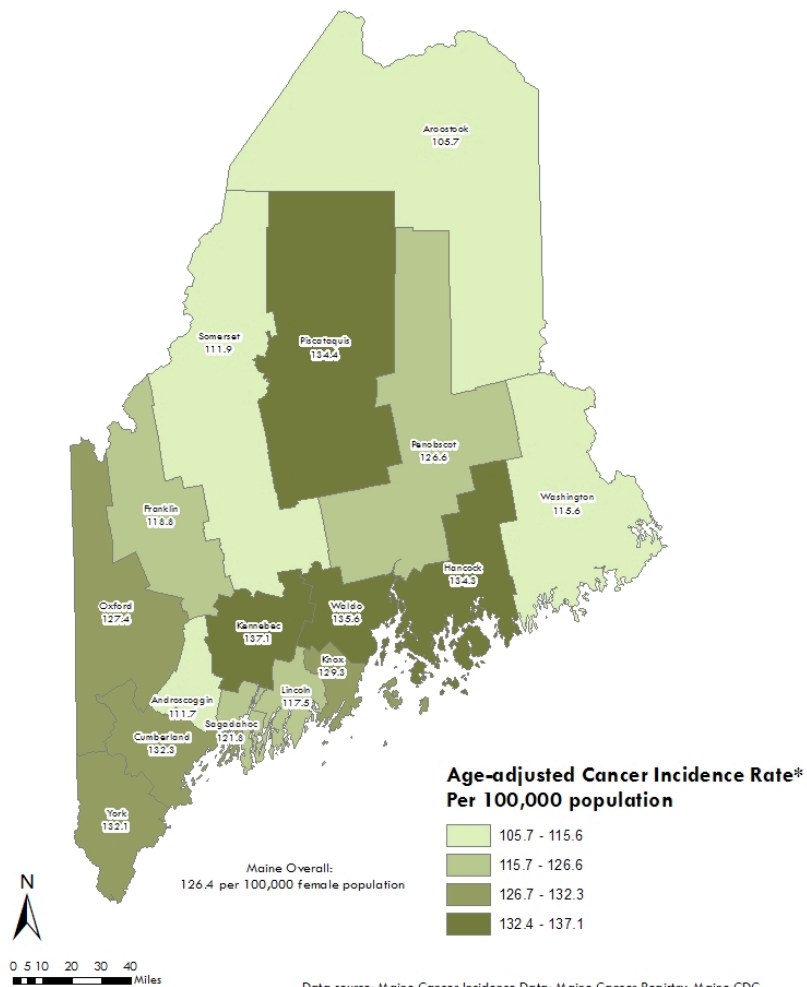 Aroostook
105.7
Somerset
111.9
Piscataquis
134.4
Penobscot
126.6
Washington
115.6
Franklin
118.8
Hancock
134.3
Oxford
127.4
Kennebec
137.1
Waldo
135.6
Knox
129.3
Lincoln
117.5
Androscoggin
111.7
Sagadahoc
121.8
Cumberland
132.3
York
132.1
Age-adjusted Cancer Incidence Rate*
Per 100,000 population
105.7 - 115.6
115.7 - 126.6
126.7 - 132.3
132.4 - 137.1
Maine Overall:
126.4 per 100,000 female population
N
0 5 10 20 30 40
Miles
Data source: Maine Cancer Incidence Data: Maine Cancer Registry, Maine CDC